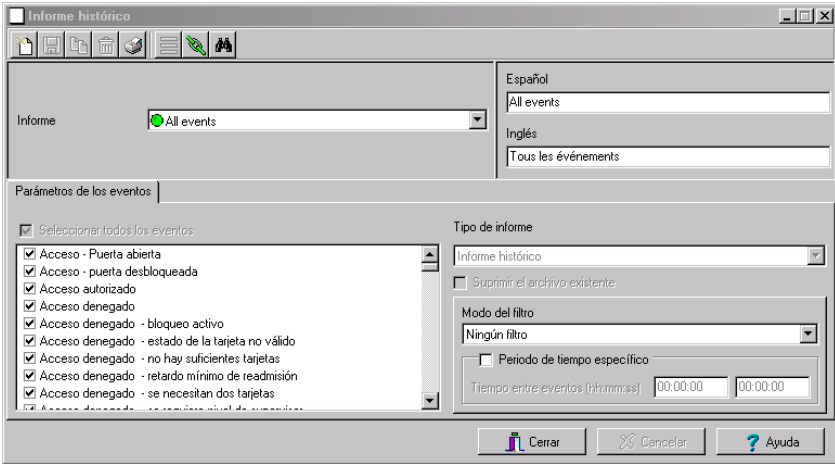 Informe histórico
Español
All events
Informe
All events
Inglés
Tous les événements
Parámetros de los eventos
Seleccionar todos los eventos
Acceso - Puerta abierta
Acceso - puerta desbloqueada
Acceso autorizado
Acceso denegado
Acceso denegado - bloqueo activo
Acceso denegado - estado de la tarjeta no válido
Acceso denegado - no hay suficientes tarjetas
Acceso denegado - retardo mínimo de readmisión
Acceso denegado - se necesitan dos tarjetas
Tipo de informe
Informe histórico
Suprimir el archivo existente
Modo del filtro
Ningún filtro
Periodo de tiempo específico
Tiempo entre eventos (hh:mm:ss) 00:00:00 00:00:00
Cerrar Cancelar Ayuda